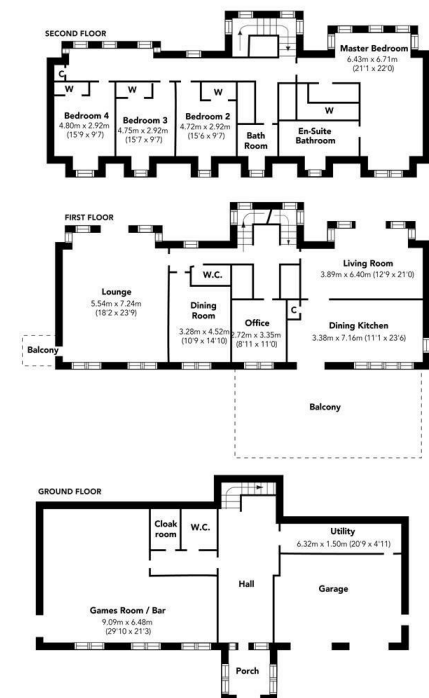 SECOND FLOOR
Master Bedroom
6.43m x 6.71m
(21'1 x 22'0)
C
W
W
W
W
Bedroom 4
4.80m x 2.92m
(15'9 x 9'7)
Bedroom 3
4.75m x 2.92m
(15'7 x 9'7)
Bedroom 2
4.72m x 2.92m
(15'6 x 9'7)
Bath
Room
En-Suite
Bathroom
FIRST FLOOR
Lounge
5.54m x 7.24m
(18'2 x 23'9)
W.C.
Living Room
3.89m x 6.40m (12'9 x 21'0)
Dining
Room
3.28m x 4.52m
(10'9 x 14'10)
Office
2.72m x 3.35m
(8'11 x 11'0)
C
Dining Kitchen
3.38m x 7.16m (11'1 x 23'6)
Balcony
Balcony
GROUND FLOOR
Cloak
room
W.C.
Utility
6.32m x 1.50m (20'9 x 4'11)
Hall
Garage
Games Room / Bar
9.09m x 6.48m
(29'10 x 21'3)
Porch